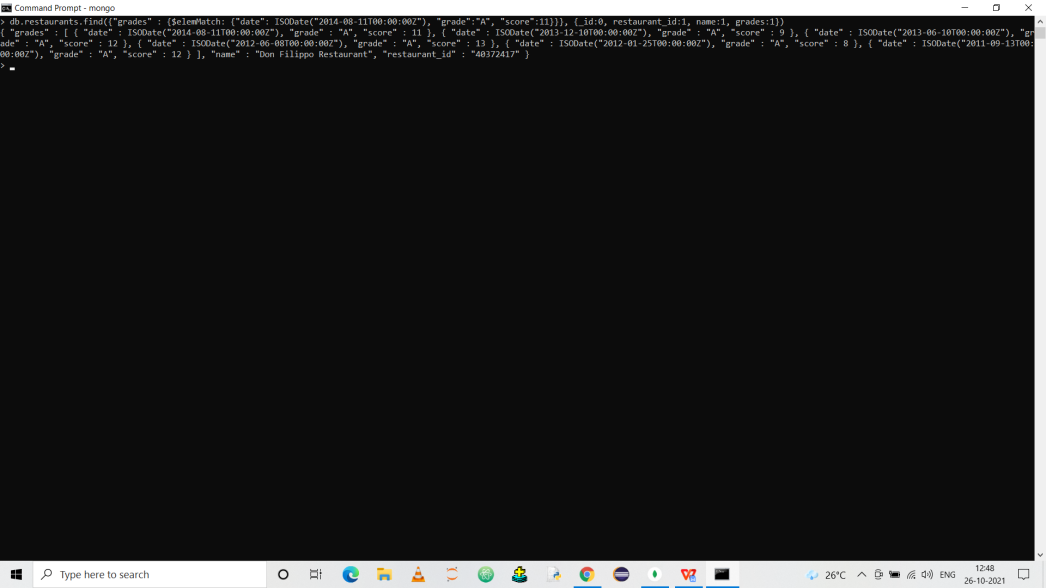 Command Prompt - mongo
> db.restaurants.find({"grades" : {$elemMatch: {"date": ISODate("2014-08-11T00:00:00Z"), "grade":"A", "score":11}}}, {_id:0, restaurant_id:1, name:1, grades:1})
{ "grades" : [ { "date" : ISODate("2014-08-11T00:00:00Z"), "grade" : "A", "score" : 11 }, { "date" : ISODate("2013-12-10T00:00:00Z"), "grade" : "A", "score" : 9 }, { "date" : ISODate("2013-06-10T00:00:00Z"), "gr
ade" : "A", "score" : 12 }, { "date" : ISODate("2012-06-08T00:00:00Z"), "grade" : "A", "score" : 13 }, { "date" : ISODate("2012-01-25T00:00:00Z"), "grade" : "A", "score" : 8 }, { "date" : ISODate("2011-09-13T00:
00:00Z"), "grade" : "A", "score" : 12 } ], "name" : "Don Filippo Restaurant", "restaurant_id" : "40372417" }
>
Type here to search
26°C
ENG
12:48
26-10-2021